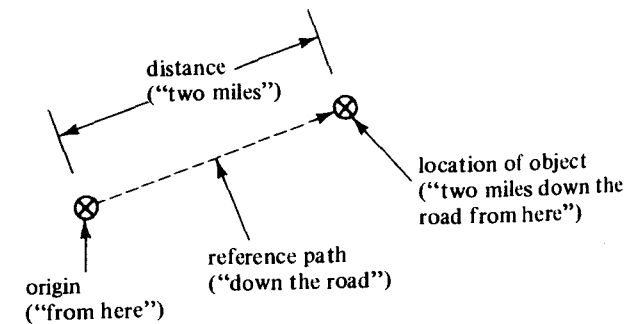 distance
(“two miles”)
location of object
(“two miles down the
road from here”)
reference path
(“down the road”)
origin
(“from here”)